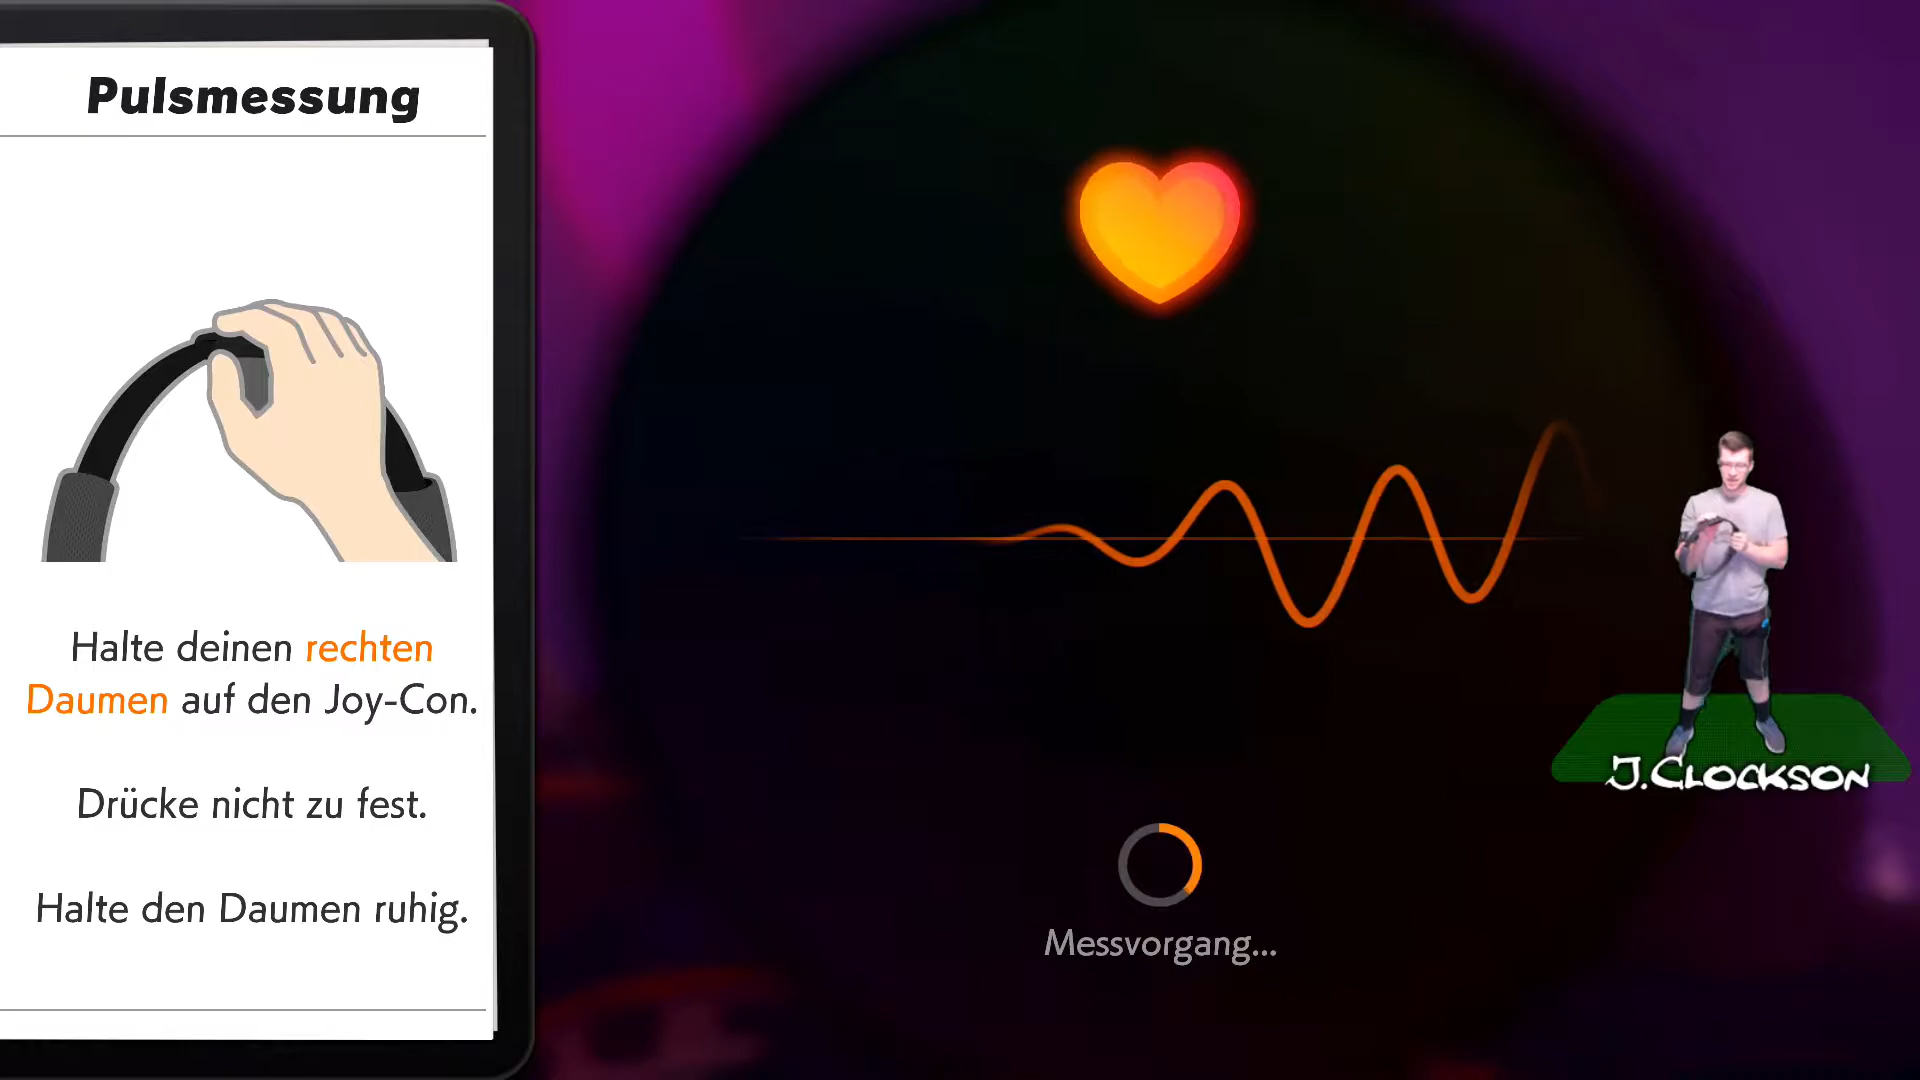 Pulsmessung
Halte deinen rechten
Daumen auf den Joy-Con.
Drücke nicht zu fest.
Halte den Daumen ruhig.
Messvorgang...
J.CLOCKSON